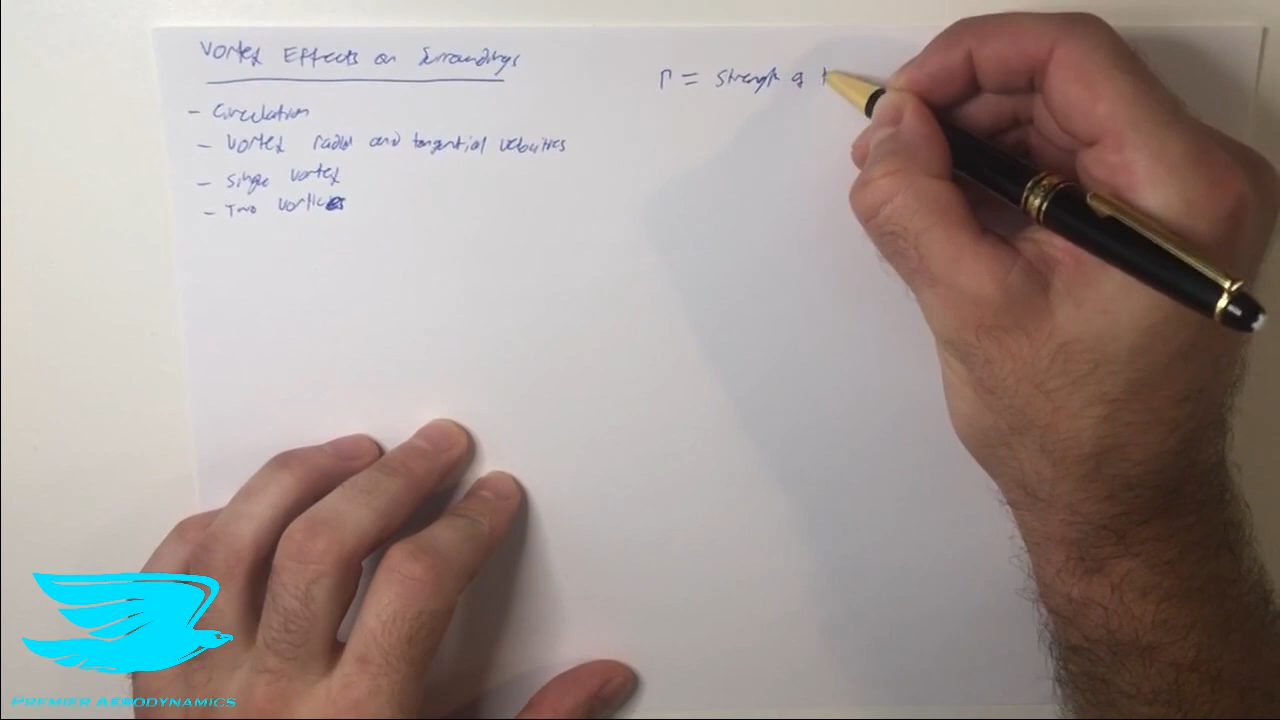 Vortex Effects on Surroundings
- Circulation
- Vortex radial and tangential velocities
- Single vortex
- Two vortices
Γ = strength of
PREMIER AERODYNAMICS